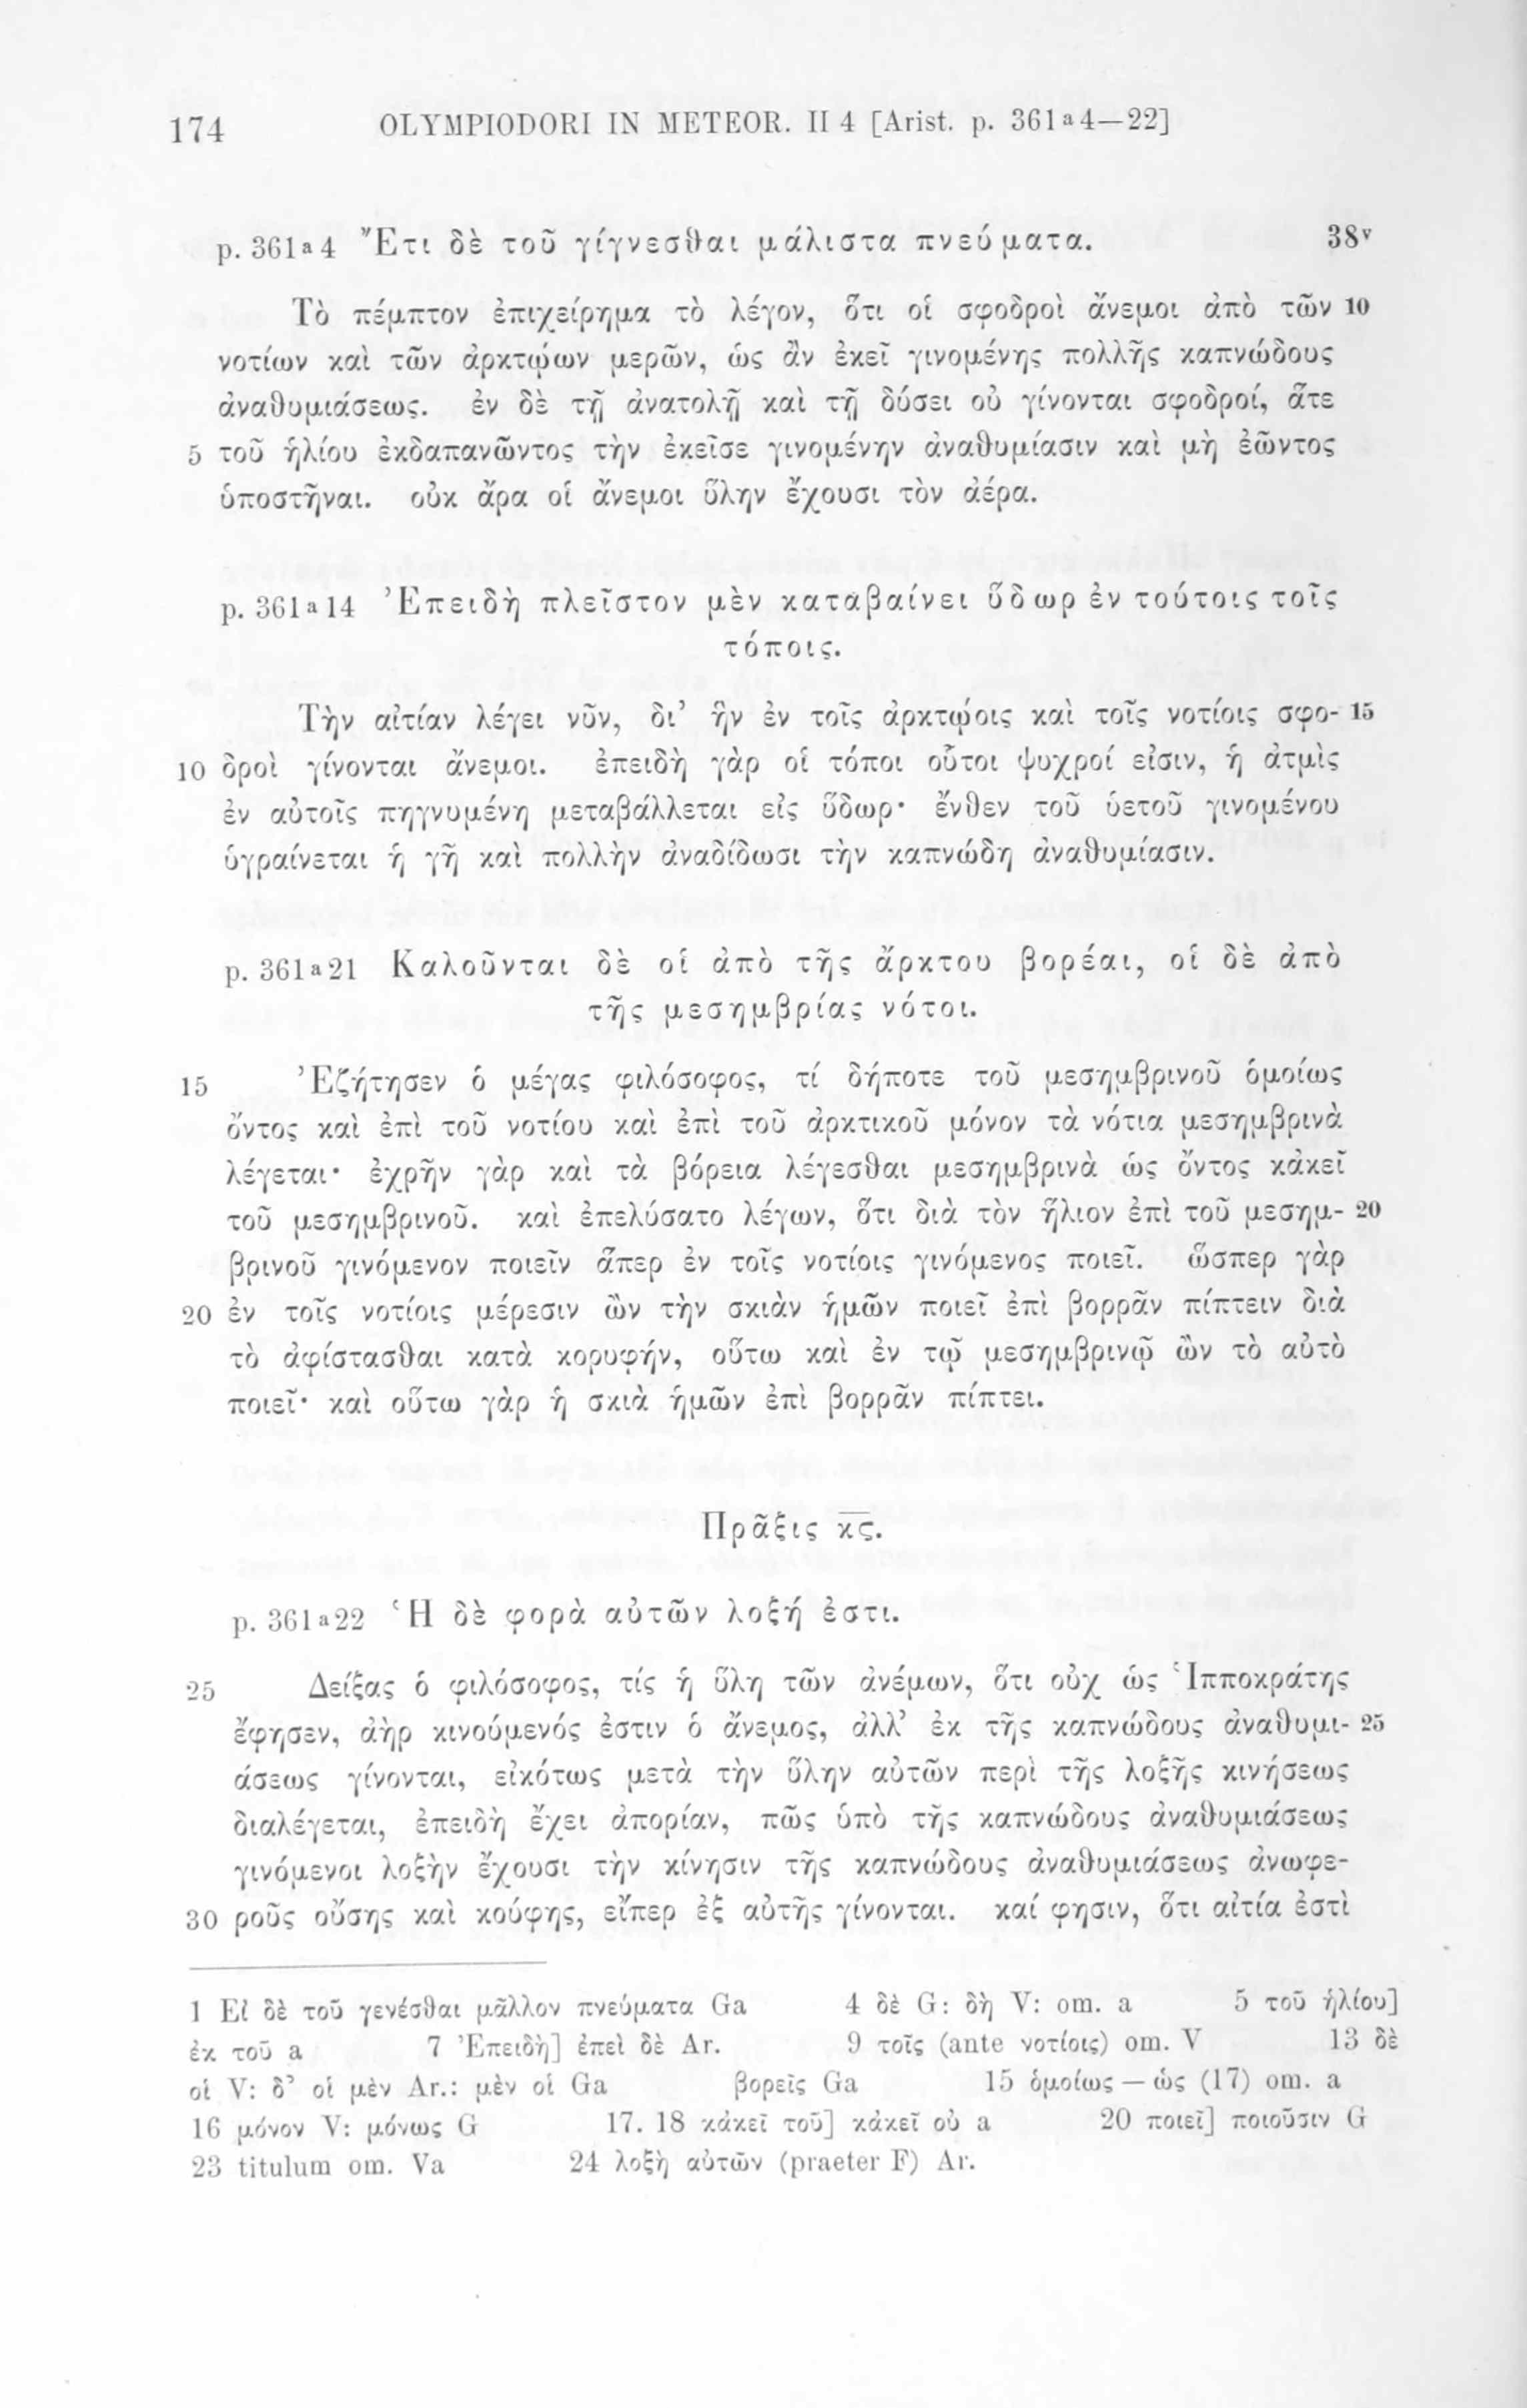 174 OLYMPIODORI IN METEOR. II 4 [Arist. p. 361 a 4—22]
p. 361 a 4 Ἔτι δὲ τοῦ γίγνεσθαι μάλιστα πνεύματα. 38v
Τὸ πέμπτον ἐπιχείρημα τὸ λέγον, ὅτι οἱ σφοδροὶ ἄνεμοι ἀπὸ τῶν 10
νοτίων καὶ τῶν ἀρκτῴων μερῶν, ὡς ἂν ἐκεῖ γινομένης πολλῆς καπνώδους
ἀναθυμιάσεως. ἐν δὲ τῇ ἀνατολῇ καὶ τῇ δύσει οὐ γίνονται σφοδροί, ἅτε
5 τοῦ ἡλίου ἐκδαπανῶντος τὴν ἐκεῖσε γινομένην ἀναθυμίασιν καὶ μὴ ἐῶντος
ὑποστῆναι. οὐκ ἄρα οἱ ἄνεμοι ὕλην ἔχουσι τὸν ἀέρα.
p. 361 a 14 Ἐπειδὴ πλεῖστον μὲν καταβαίνει ὕδωρ ἐν τούτοις τοῖς
τόποις.
Τὴν αἰτίαν λέγει νῦν, δι’ ἣν ἐν τοῖς ἀρκτῴοις καὶ τοῖς νοτίοις σφο- 15
10 δροὶ γίνονται ἄνεμοι. ἐπειδὴ γὰρ οἱ τόποι οὗτοι ψυχροί εἰσιν, ἡ ἀτμὶς
ἐν αὐτοῖς πηγνυμένη μεταβάλλεται εἰς ὕδωρ· ἔνθεν τοῦ ὑετοῦ γινομένου
ὑγραίνεται ἡ γῆ καὶ πολλὴν ἀναδίδωσι τὴν καπνώδη ἀναθυμίασιν.
p. 361 a 21 Καλοῦνται δὲ οἱ ἀπὸ τῆς ἄρκτου βορέαι, οἱ δὲ ἀπὸ
τῆς μεσημβρίας νότοι.
15 Ἐζήτησεν ὁ μέγας φιλόσοφος, τί δήποτε τοῦ μεσημβρινοῦ ὁμοίως
ὄντος καὶ ἐπὶ τοῦ νοτίου καὶ ἐπὶ τοῦ ἀρκτικοῦ μόνον τὰ νότια μεσημβρινὰ
λέγεται· ἐχρῆν γὰρ καὶ τὰ βόρεια λέγεσθαι μεσημβρινὰ ὡς ὄντος κἀκεῖ
τοῦ μεσημβρινοῦ. καὶ ἐπελύσατο λέγων, ὅτι διὰ τὸν ἥλιον ἐπὶ τοῦ μεσημ- 20
βρινοῦ γινόμενον ποιεῖν ἅπερ ἐν τοῖς νοτίοις γινόμενος ποιεῖ. ὥσπερ γὰρ
20 ἐν τοῖς νοτίοις μέρεσιν ὢν τὴν σκιὰν ἡμῶν ποιεῖ ἐπὶ βορρᾶν πίπτειν διὰ
τὸ ἀφίστασθαι κατὰ κορυφήν, οὕτω καὶ ἐν τῷ μεσημβρινῷ ὢν τὸ αὐτὸ
ποιεῖ· καὶ οὕτω γὰρ ἡ σκιὰ ἡμῶν ἐπὶ βορρᾶν πίπτει.
Πρᾶξις κς.
p. 361 a 22 Ἡ δὲ φορὰ αὐτῶν λοξή ἐστι.
25 Δείξας ὁ φιλόσοφος, τίς ἡ ὕλη τῶν ἀνέμων, ὅτι οὐχ ὡς Ἱπποκράτης
ἔφησεν, ἀὴρ κινούμενός ἐστιν ὁ ἄνεμος, ἀλλ’ ἐκ τῆς καπνώδους ἀναθυμι- 25
άσεως γίνονται, εἰκότως μετὰ τὴν ὕλην αὐτῶν περὶ τῆς λοξῆς κινήσεως
διαλέγεται, ἐπειδὴ ἔχει ἀπορίαν, πῶς ὑπὸ τῆς καπνώδους ἀναθυμιάσεως
γινόμενοι λοξὴν ἔχουσι τὴν κίνησιν τῆς καπνώδους ἀναθυμιάσεως ἀνωφε-
30 ροῦς οὔσης καὶ κούφης, εἴπερ ἐξ αὐτῆς γίνονται. καί φησιν, ὅτι αἰτία ἐστὶ
1 Εἰ δὲ τοῦ γενέσθαι μᾶλλον πνεύματα Ga 4 δὲ G: δὴ V: om. a 5 τοῦ ἡλίου]
ἐκ τοῦ a 7 Ἐπειδὴ] ἐπεὶ δὲ Ar. 9 τοῖς (ante νοτίοις) om. V 13 δὲ
οἱ V: δ’ οἱ μὲν Ar.: μὲν οἱ Ga βορεῖς Ga 15 ὁμοίως — ὡς (17) om. a
16 μόνον V: μόνως G 17. 18 κἀκεῖ τοῦ] κἀκεῖ οὐ a 20 ποιεῖ] ποιοῦσιν G
23 titulum om. Va 24 λοξὴ αὐτῶν (praeter F) Ar.